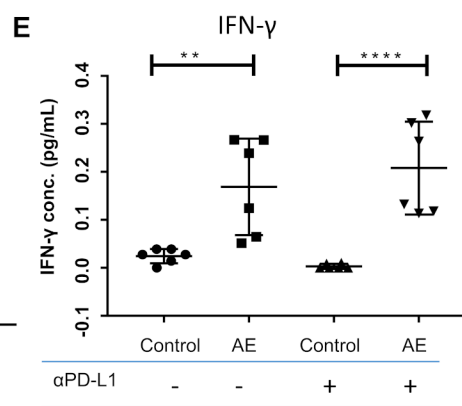 E
IFN-γ
** ****
IFN-γ conc. (pg/mL)
0.4
0.3
0.2
0.1
0.0
-0.1
Control AE Control AE
αPD-L1 - - + +